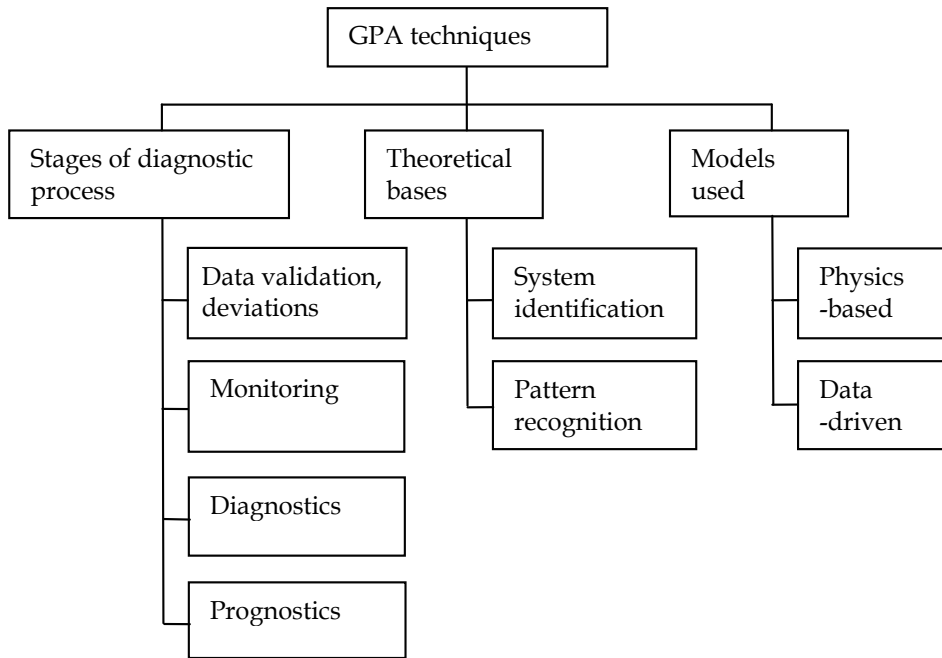 GPA techniques
Stages of diagnostic
process
Theoretical
bases
Models
used
Data validation,
deviations
Monitoring
Diagnostics
Prognostics
System
identification
Pattern
recognition
Physics
-based
Data
-driven